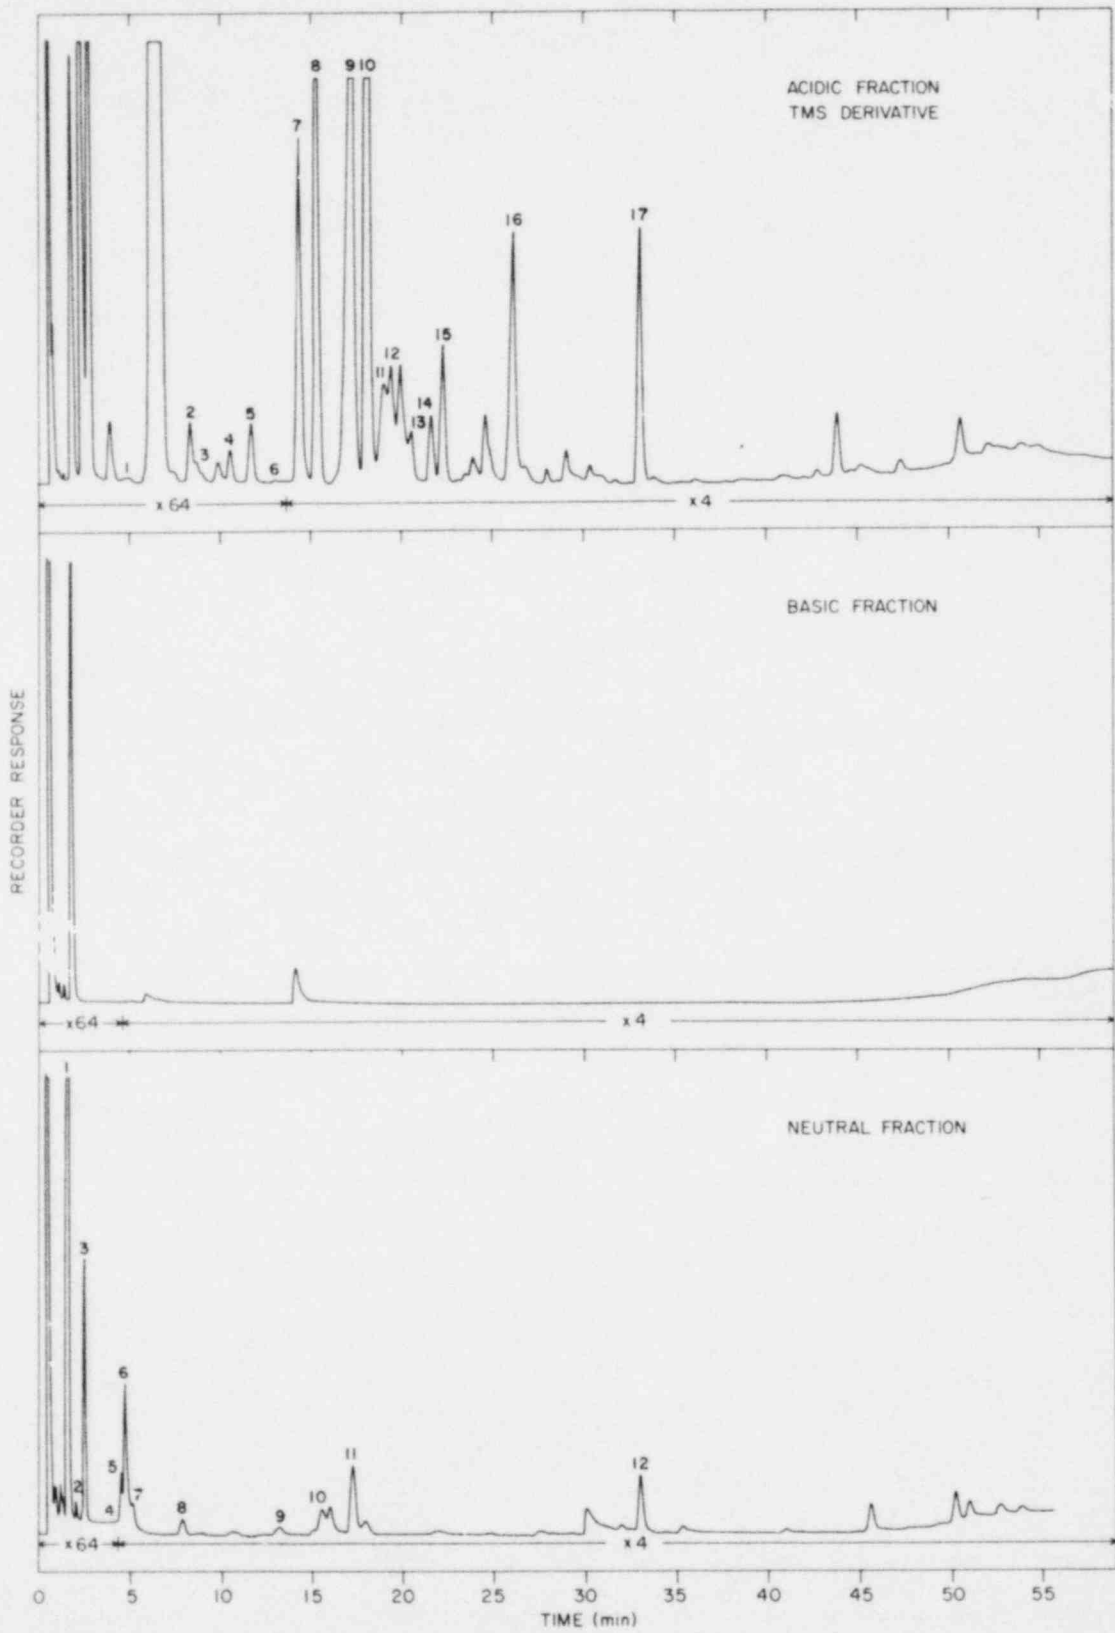 ACIDIC FRACTION
TMS DERIVATIVE
1
2
3
4
5
6
7
8
9
10
11
12
13
14
15
16
17
x 64
x 4
BASIC FRACTION
x 64
x 4
NEUTRAL FRACTION
1
2
3
4
5
6
7
8
9
10
11
12
x 64
x 4
0 5 10 15 20 25 30 35 40 45 50 55
TIME (min)
RECORDER RESPONSE